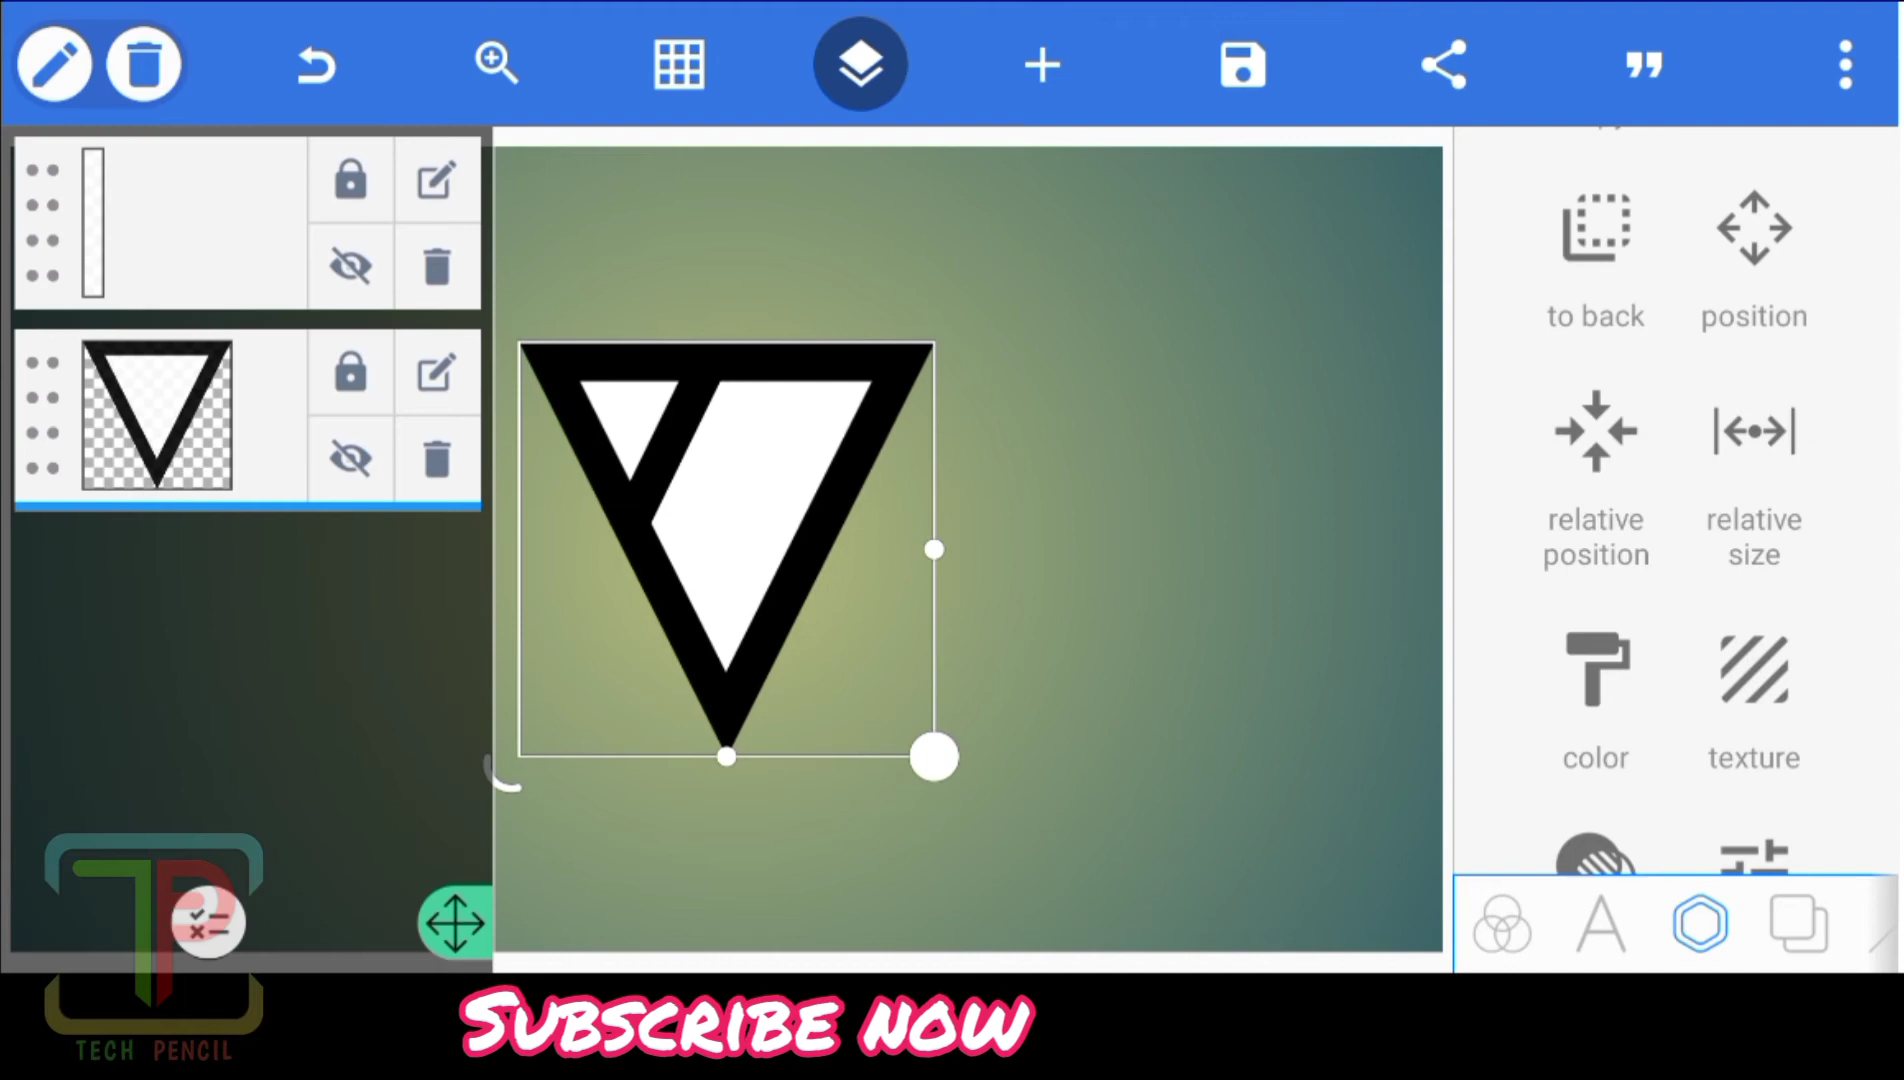 to back
position
relative
position
relative
size
color
texture
TECH PENCIL
SUBSCRIBE NOW